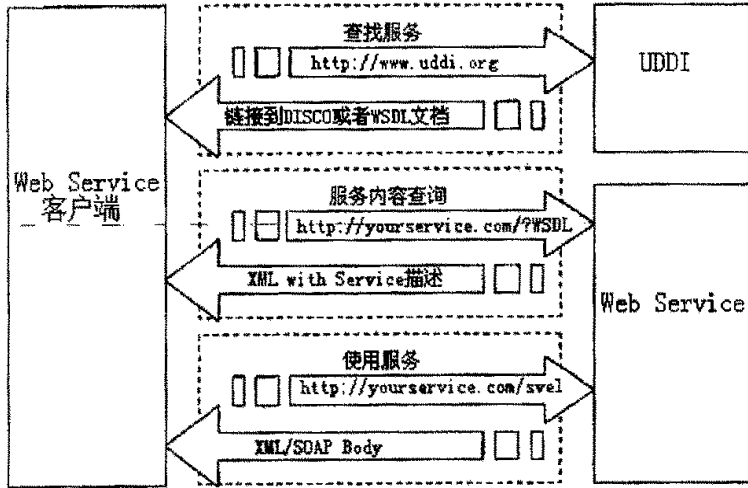 查找服务
http://www.uddi.org
UDDI
链接到DISCO或者WSDL文档
Web Service
客户端
服务内容查询
http://yourservice.com/?WSDL
XML with Service描述
Web Service
使用服务
http://yourservice.com/svel
XML/SOAP Body